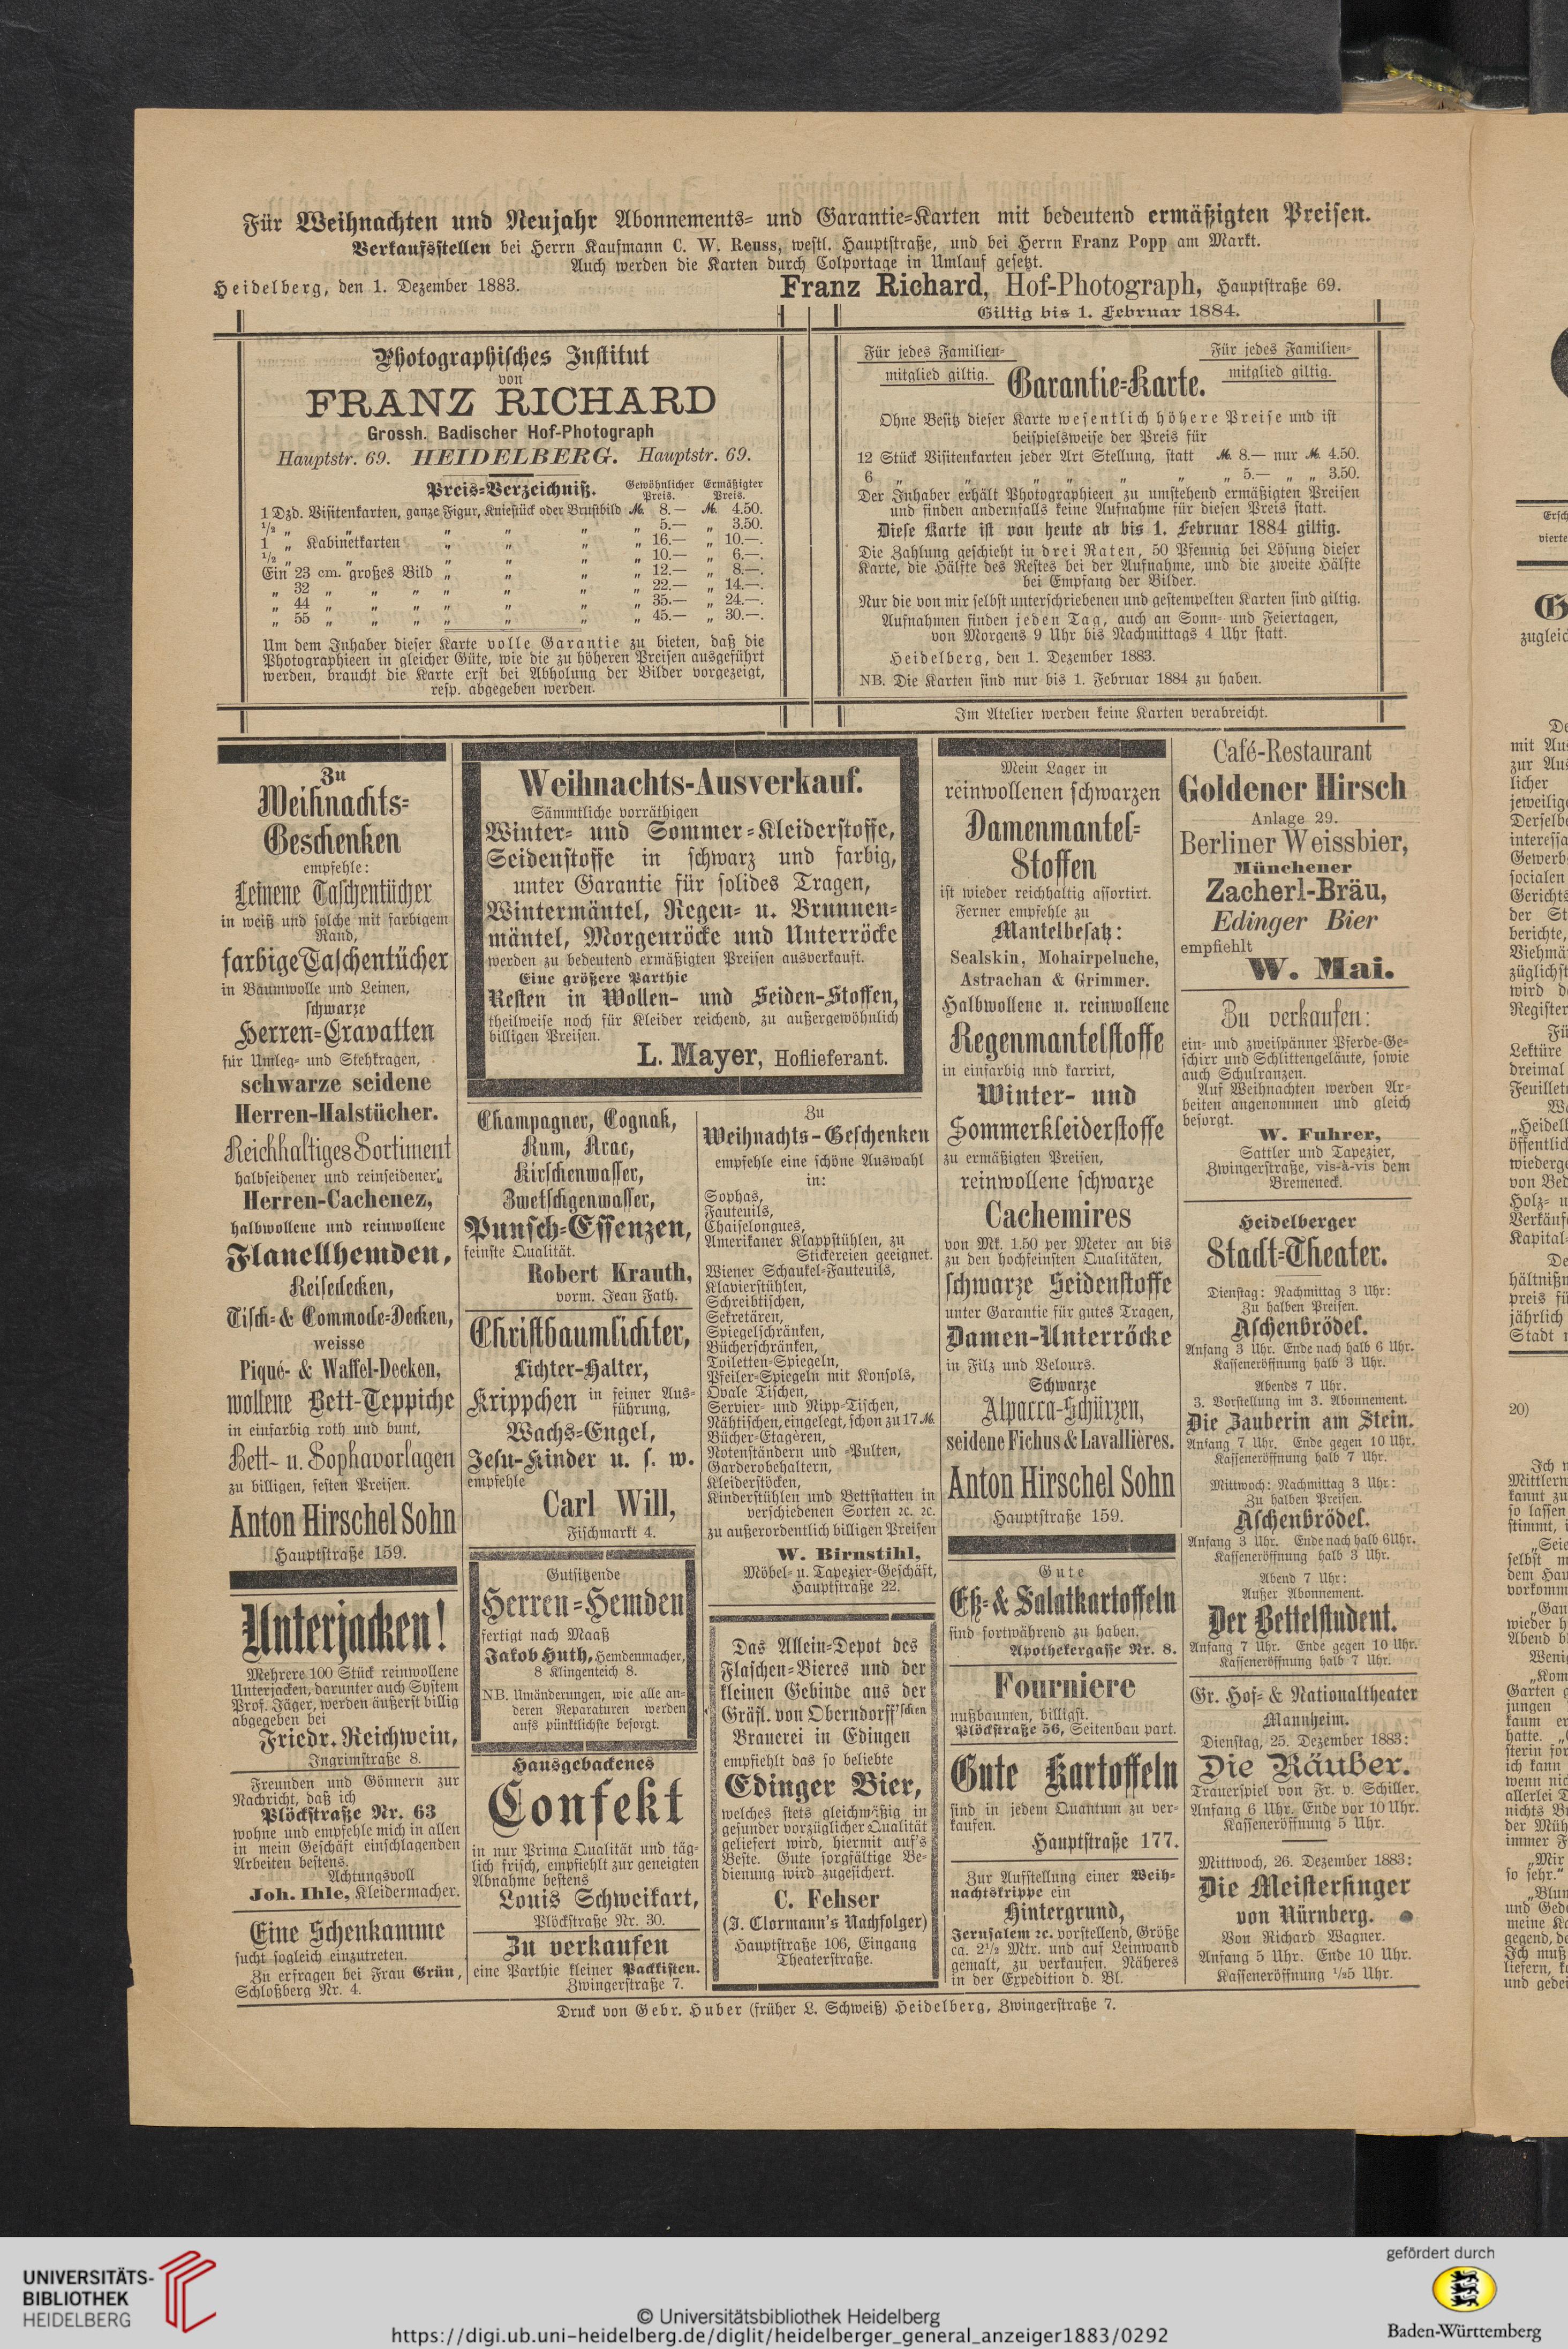 Für Weihnachten und Neujahr Abonnements- und Garantie-Karten mit bedeutend ermäßigten Preisen.
Verkaufsstellen bei Herrn Kaufmann C. W. Reuss, westl. Hauptstraße, und bei Herrn Franz Popp am Markt.
Auch werden die Karten durch Colportage in Umlauf gesetzt.
Heidelberg, den 1. Dezember 1883.
Franz Richard, Hof-Photograph, Hauptstraße 69.
Giltig bis 1. Februar 1884.
Photographisches Institut
von
FRANZ RICHARD
Grossh. Badischer Hof-Photograph
Hauptstr. 69. HEIDELBERG. Hauptstr. 69.
Preis-Verzeichniß. Gewöhnlicher Preis. Ermäßigter Preis.
1 Dzd. Visitenkarten, ganze Figur, Kniestück oder Brustbild M. 8.— M. 4.50.
1/2 „ „ „ „ „ „ 5.— „ 3.50.
1 „ Kabinetkarten „ „ „ „ 16.— „ 10.—.
1/2 „ „ „ „ „ „ 10.— „ 6.—.
Ein 23 cm. großes Bild „ „ „ „ 12.— „ 8.—.
„ 32 „ „ „ „ „ „ „ 22.— „ 14.—.
„ 44 „ „ „ „ „ „ „ 35.— „ 24.—.
„ 55 „ „ „ „ „ „ „ 45.— „ 30.—.
Um dem Inhaber dieser Karte volle Garantie zu bieten, daß die
Photographieen in gleicher Güte, wie die zu höheren Preisen ausgeführt
werden, braucht die Karte erst bei Abholung der Bilder vorgezeigt,
resp. abgegeben werden.
Für jedes Familien-
mitglied giltig.
Garantie-Karte.
Für jedes Familien-
mitglied giltig.
Ohne Besitz dieser Karte wesentlich höhere Preise und ist
beispielsweise der Preis für
12 Stück Visitenkarten jeder Art Stellung, statt M. 8.— nur M. 4.50.
6 „ „ „ „ „ „ 5.— „ „ 3.50.
Der Inhaber erhält Photographieen zu umstehend ermäßigten Preisen
und finden andernfalls keine Aufnahme für diesen Preis statt.
Diese Karte ist von heute ab bis 1. Februar 1884 giltig.
Die Zahlung geschieht in drei Raten, 50 Pfennig bei Lösung dieser
Karte, die Hälfte des Restes bei der Aufnahme, und die zweite Hälfte
bei Empfang der Bilder.
Nur die von mir selbst unterschriebenen und gestempelten Karten sind giltig.
Aufnahmen finden jeden Tag, auch an Sonn- und Feiertagen,
von Morgens 9 Uhr bis Nachmittags 4 Uhr statt.
Heidelberg, den 1. Dezember 1883.
NB. Die Karten sind nur bis 1. Februar 1884 zu haben.
Im Atelier werden keine Karten verabreicht.
Zu
Weihnachts-
Geschenken
empfehle:
Leinene Taschentücher
in weiß und solche mit farbigem
Rand,
farbige Taschentücher
in Baumwolle und Leinen,
schwarze
Herren-Cravatten
für Umleg- und Stehkragen,
schwarze seidene
Herren-Halstücher.
Reichhaltiges Sortiment
halbseidener und reinseidener
Herren-Cachenez,
halbwollene und reinwollene
Flanellhemden,
Reisedecken,
Tisch- & Commode-Decken,
weisse
Piqué- & Waffel-Decken,
wollene Bett-Teppiche
in einfarbig roth und bunt,
Bett- u. Sophavorlagen
zu billigen, festen Preisen.
Anton Hirschel Sohn
Hauptstraße 159.
Unterjacken!
Mehrere 100 Stück reinwollene
Unterjacken, darunter auch System
Prof. Jäger, werden äußerst billig
abgegeben bei
Friedr. Reichwein,
Ingrimstraße 8.
Freunden und Gönnern zur
Nachricht, daß ich
Plöckstraße Nr. 63
wohne und empfehle mich in allen
in mein Geschäft einschlagenden
Arbeiten bestens.
Achtungsvoll
Joh. Ihle, Kleidermacher.
Eine Schenkamme
sucht sogleich einzutreten.
Zu erfragen bei Frau Grün,
Schloßberg Nr. 4.
Weihnachts-Ausverkauf.
Sämmtliche vorräthigen
Winter- und Sommer-Kleiderstoffe,
Seidenstoffe in schwarz und farbig,
unter Garantie für solides Tragen,
Wintermäntel, Regen- u. Brunnen-
mäntel, Morgenröcke und Unterröcke
werden zu bedeutend ermäßigten Preisen ausverkauft.
Eine größere Parthie
Resten in Wollen- und Seiden-Stoffen,
theilweise noch für Kleider reichend, zu außergewöhnlich
billigen Preisen.
L. Mayer, Hoflieferant.
Champagner, Cognak,
Rum, Arac,
Kirschenwasser,
Zwetschgenwasser,
Punsch-Essenzen,
feinste Qualität.
Robert Krauth,
vorm. Jean Fath.
Christbaumlichter,
Lichter-Halter,
Krippchen in feiner Aus-
führung,
Wachs-Engel,
Jesu-Kinder u. s. w.
empfehle
Carl Will,
Fischmarkt 4.
Gutsitzende
Herren-Hemden
fertigt nach Maaß
Jakob Huth, Hemdenmacher,
8 Klingenteich 8.
NB. Umänderungen, wie alle an-
deren Reparaturen werden
aufs pünktlichste besorgt.
Hausgebackenes
Confekt
in nur Prima Qualität und täg-
lich frisch, empfiehlt zur geneigten
Abnahme bestens
Louis Schweikart,
Plöckstraße Nr. 30.
Zu verkaufen
eine Parthie kleiner Packkisten.
Zwingerstraße 7.
Zu
Weihnachts-Geschenken
empfehle eine schöne Auswahl
in:
Sophas,
Fauteuils,
Chaiselongues,
Amerikaner Klappstühlen, zu
Stickereien geeignet.
Wiener Schaukel-Fauteuils,
Klavierstühlen,
Schreibtischen,
Sekretären,
Spiegelschränken,
Bücherschränken,
Toiletten-Spiegeln,
Pfeiler-Spiegeln mit Konsols,
Ovale Tischen,
Servier- und Nipp-Tischen,
Nähtischen, eingelegt, schon zu 17 M.
Bücher-Etagèren,
Notenständern und -Pulten,
Garderobehaltern,
Kleiderstöcken,
Kinderstühlen und Bettstatten in
verschiedenen Sorten ꝛc. ꝛc.
zu außerordentlich billigen Preisen
W. Birnstihl,
Möbel- u. Tapezier-Geschäft,
Hauptstraße 22.
Das Allein-Depot des
Flaschen-Bieres und der
kleinen Gebinde aus der
Gräfl. von Oberndorff'schen
Brauerei in Edingen
empfiehlt das so beliebte
Edinger Bier,
welches stets gleichmäßig in
gesunder vorzüglicher Qualität
geliefert wird, hiermit auf's
Beste. Gute sorgfältige Be-
dienung wird zugesichert.
C. Fehser
(J. Clormann's Nachfolger)
Hauptstraße 106, Eingang
Theaterstraße.
Mein Lager in
reinwollenen schwarzen
Damenmantel-
Stoffen
ist wieder reichhaltig assortirt.
Ferner empfehle zu
Mantelbesatz:
Sealskin, Mohairpeluche,
Astrachan & Grimmer.
Halbwollene u. reinwollene
Regenmantelstoffe
in einfarbig und karrirt,
Winter- und
Sommerkleiderstoffe
zu ermäßigten Preisen,
reinwollene schwarze
Cachemires
von Mk. 1.50 per Meter an bis
zu den hochfeinsten Qualitäten,
schwarze Seidenstoffe
unter Garantie für gutes Tragen,
Damen-Unterröcke
in Filz und Velours.
Schwarze
Alpacca-Schürzen,
seidene Fichus & Lavallières.
Anton Hirschel Sohn
Hauptstraße 159.
Gute
Eß- & Salatkartoffeln
sind fortwährend zu haben.
Apothekergasse Nr. 8.
Fourniere
nußbaumen, billigst.
Plöckstraße 56, Seitenbau part.
Gute Kartoffeln
sind in jedem Quantum zu ver-
kaufen.
Hauptstraße 177.
Zur Aufstellung einer Weih-
nachtskrippe ein
Hintergrund,
Jerusalem ꝛc. vorstellend, Größe
ca. 2½ Mtr. und auf Leinwand
gemalt, zu verkaufen. Näheres
in der Expedition d. Bl.
Café-Restaurant
Goldener Hirsch
Anlage 29.
Berliner Weissbier,
Münchener
Zacherl-Bräu,
Edinger Bier
empfiehlt
W. Mai.
Zu verkaufen:
ein- und zweispänner Pferde-Ge-
schirr und Schlittengeläute, sowie
auch Schulranzen.
Auf Weihnachten werden Ar-
beiten angenommen und gleich
besorgt.
W. Fuhrer,
Sattler und Tapezier,
Zwingerstraße, vis-à-vis dem
Bremeneck.
Heidelberger
Stadt-Theater.
Dienstag: Nachmittag 3 Uhr:
Zu halben Preisen.
Aschenbrödel.
Anfang 3 Uhr. Ende nach halb 6 Uhr.
Kasseneröffnung halb 3 Uhr.
Abends 7 Uhr.
3. Vorstellung im 3. Abonnement.
Die Zauberin am Stein.
Anfang 7 Uhr. Ende gegen 10 Uhr.
Kasseneröffnung halb 7 Uhr.
Mittwoch: Nachmittag 3 Uhr:
Zu halben Preisen.
Aschenbrödel.
Anfang 3 Uhr. Ende nach halb 6 Uhr.
Kasseneröffnung halb 3 Uhr.
Abend 7 Uhr:
Außer Abonnement.
Der Bettelstudent.
Anfang 7 Uhr. Ende gegen 10 Uhr.
Kasseneröffnung halb 7 Uhr.
Gr. Hof- & Nationaltheater
Mannheim.
Dienstag, 25. Dezember 1883:
Die Räuber.
Trauerspiel von Fr. v. Schiller.
Anfang 6 Uhr. Ende vor 10 Uhr.
Kasseneröffnung 5 Uhr.
Mittwoch, 26. Dezember 1883:
Die Meistersinger
von Nürnberg.
Von Richard Wagner.
Anfang 5 Uhr. Ende 10 Uhr.
Kasseneröffnung 1/25 Uhr.
Druck von Gebr. Huber (früher L. Schweiß) Heidelberg, Zwingerstraße 7.
UNIVERSITÄTS-
BIBLIOTHEK
HEIDELBERG
© Universitätsbibliothek Heidelberg
https://digi.ub.uni-heidelberg.de/diglit/heidelberger_general_anzeiger1883/0292
gefördert durch
Baden-Württemberg